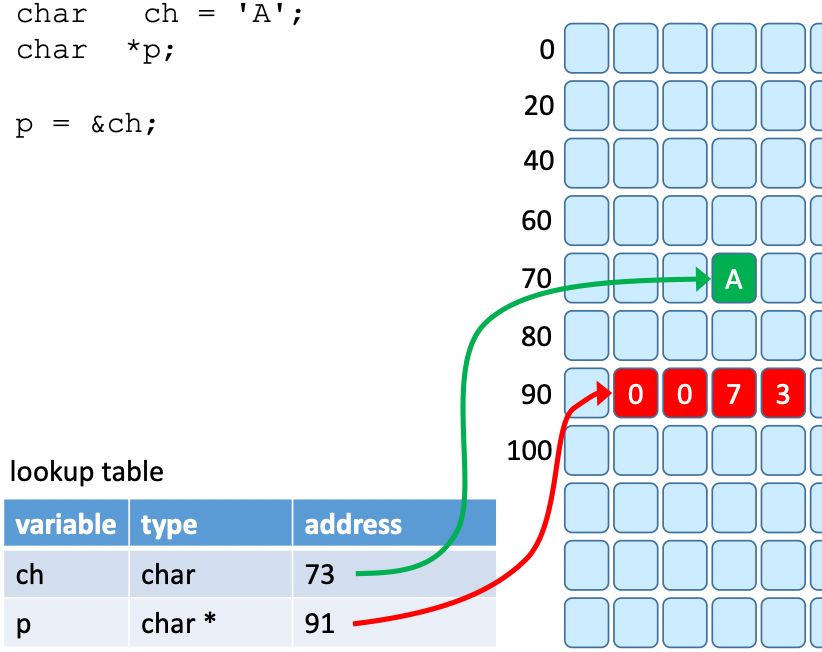 char   ch = 'A';
char  *p;
p = &ch;
0
20
40
60
70 A
80
90 0 0 7 3
100
lookup table
variable type address
ch char 73
p char * 91